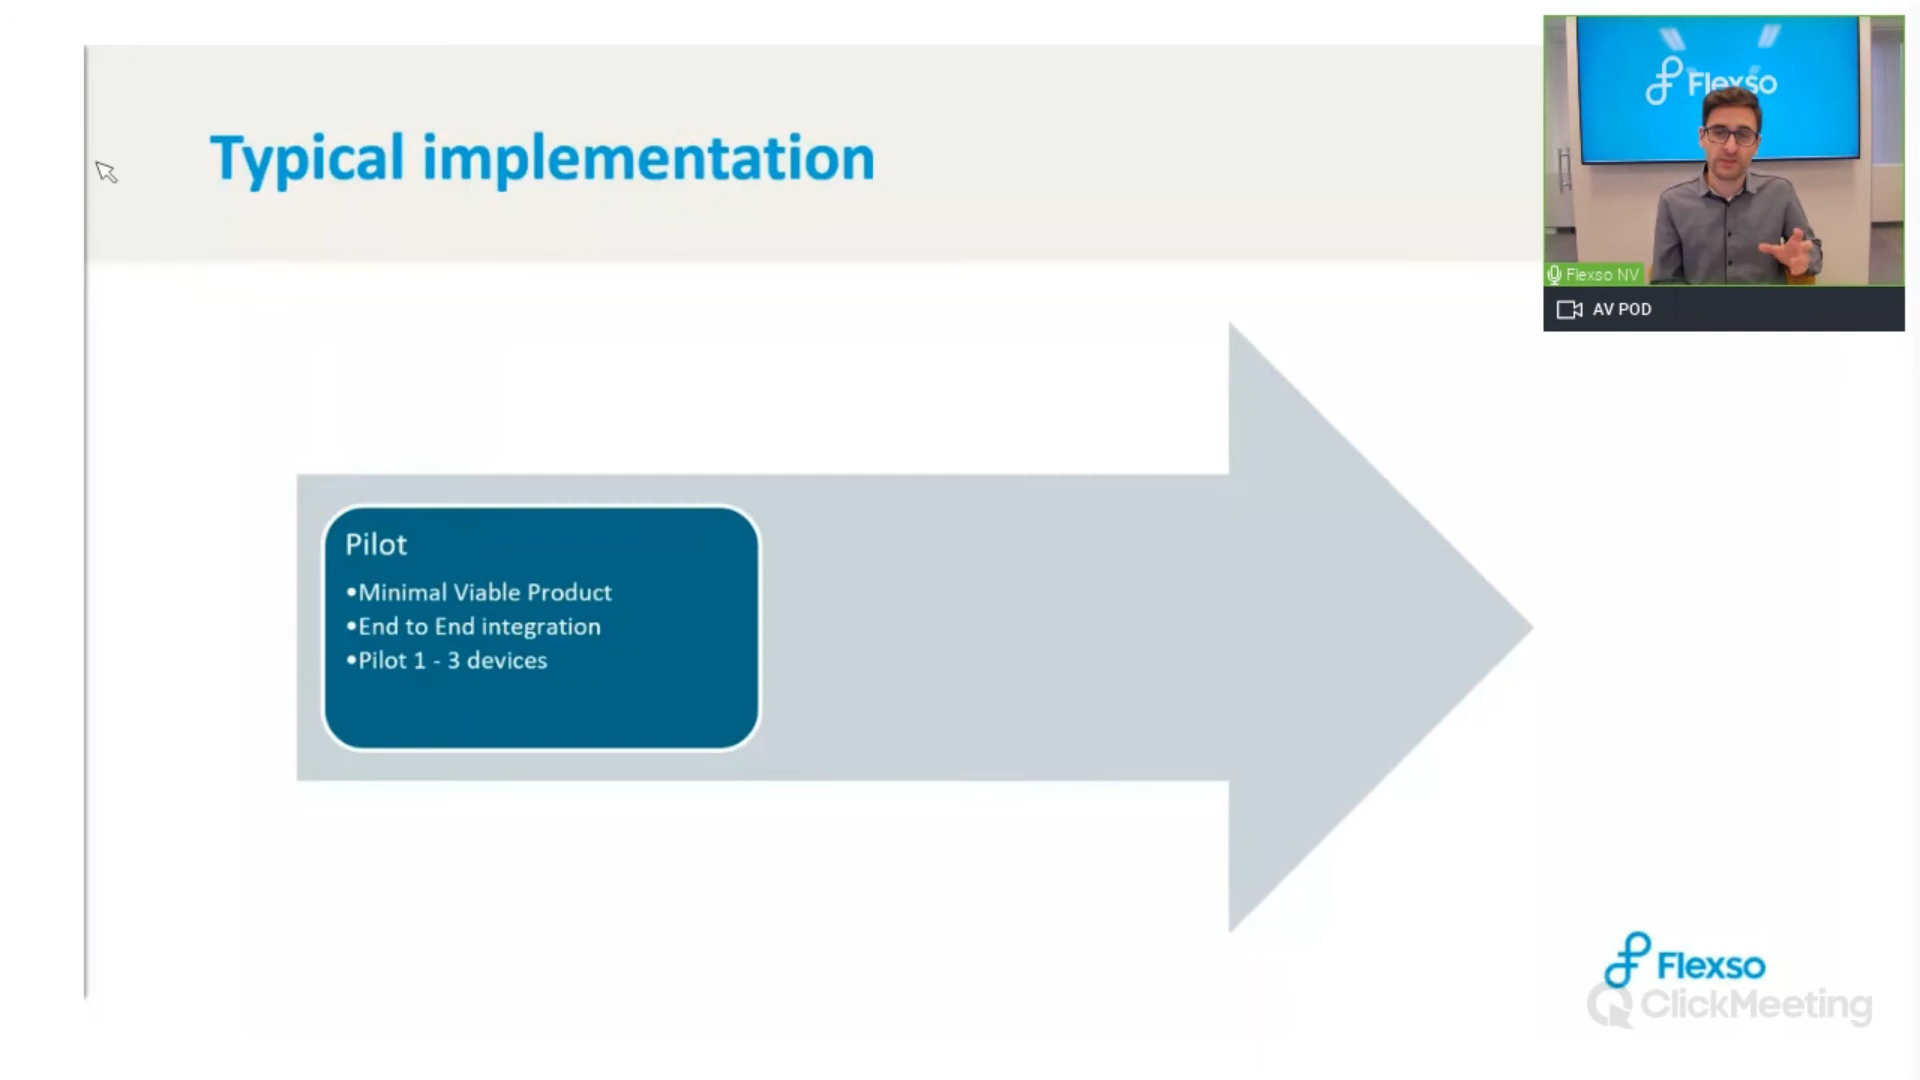 Typical implementation
Flexso
Flexso NV
AV POD
Pilot
•Minimal Viable Product
•End to End integration
•Pilot 1 - 3 devices
Flexso
ClickMeeting